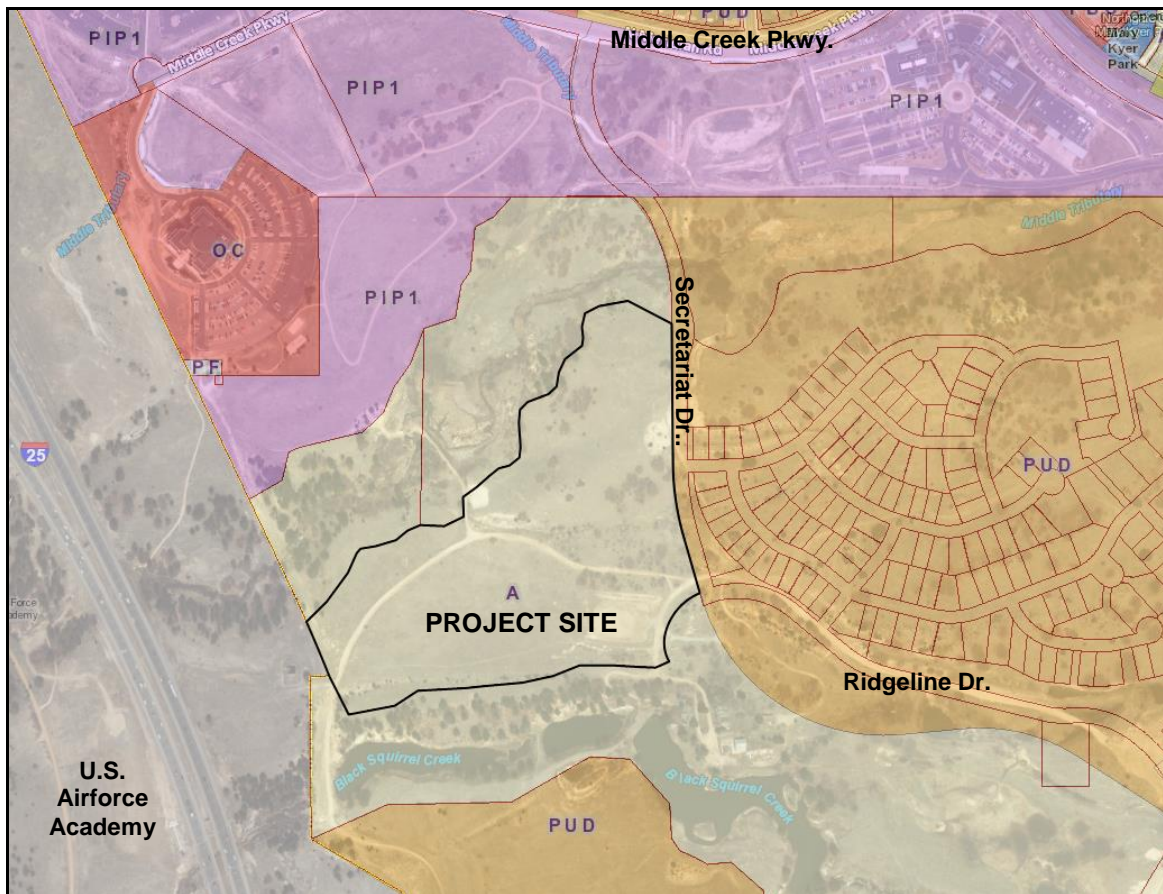 PUD
PIP1
Middle Creek Pkwy
Middle Creek Pkwy.
Kyer
Park
PIP1
PIP1
Middle Tributary
Middle Tributary
Middle Tributary
OC
PIP1
PF
Secretariat Dr..
25
PUD
A
PROJECT SITE
Ridgeline Dr.
U.S.
Airforce
Academy
Black Squirrel Creek
Black Squirrel Creek
PUD